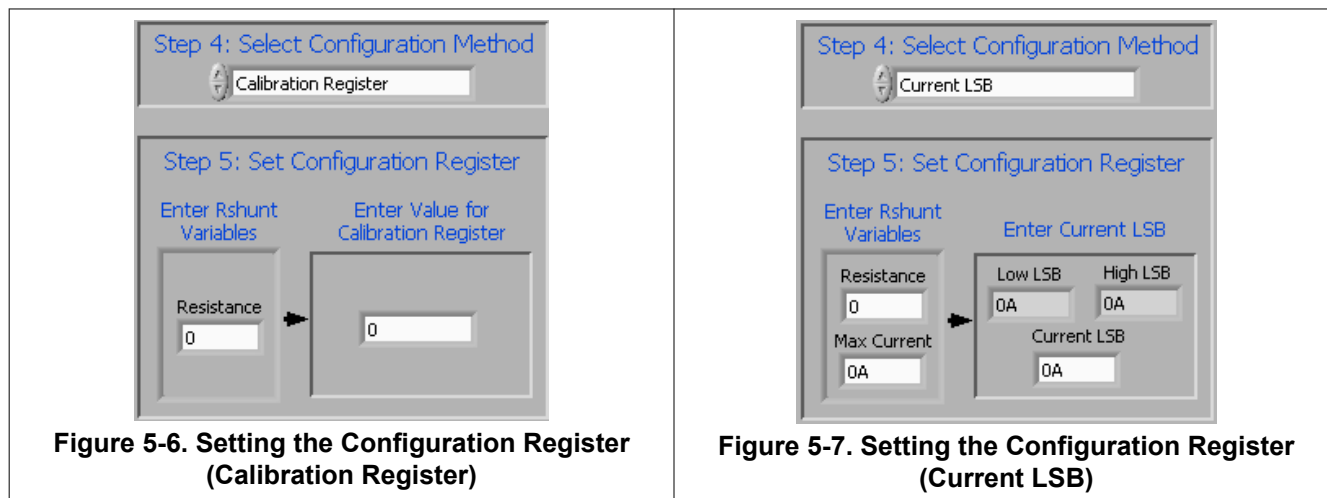 Step 4: Select Configuration Method
Calibration Register
Step 5: Set Configuration Register
Enter Rshunt
Variables
Enter Value for
Calibration Register
Resistance
0
0
Figure 5-6. Setting the Configuration Register
(Calibration Register)
Step 4: Select Configuration Method
Current LSB
Step 5: Set Configuration Register
Enter Rshunt
Variables
Enter Current LSB
Resistance
0
Max Current
0A
Low LSB
0A
High LSB
0A
Current LSB
0A
Figure 5-7. Setting the Configuration Register
(Current LSB)